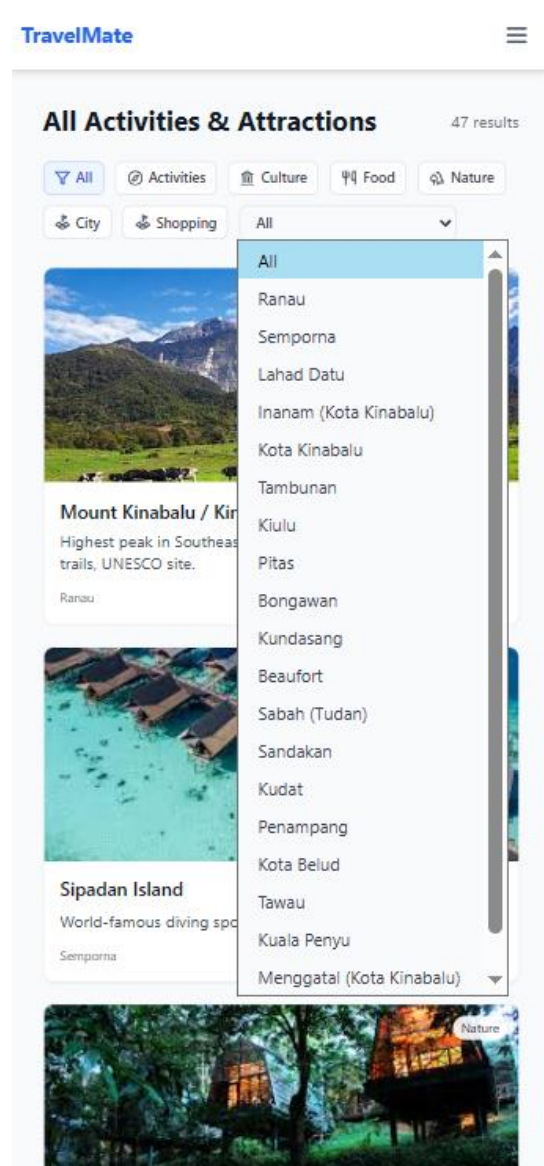 TravelMate
All Activities & Attractions
47 results
All
Activities
Culture
Food
Nature
City
Shopping
All
All
Ranau
Semporna
Lahad Datu
Inanam (Kota Kinabalu)
Kota Kinabalu
Tambunan
Kiulu
Pitas
Bongawan
Kundasang
Beaufort
Sabah (Tudan)
Sandakan
Kudat
Penampang
Kota Belud
Tawau
Kuala Penyu
Menggatal (Kota Kinabalu)
Mount Kinabalu /
Highest peak in
trails, UNESCO site.
Ranau
Sipadan Island
World-famous diving
Semporna
Nature